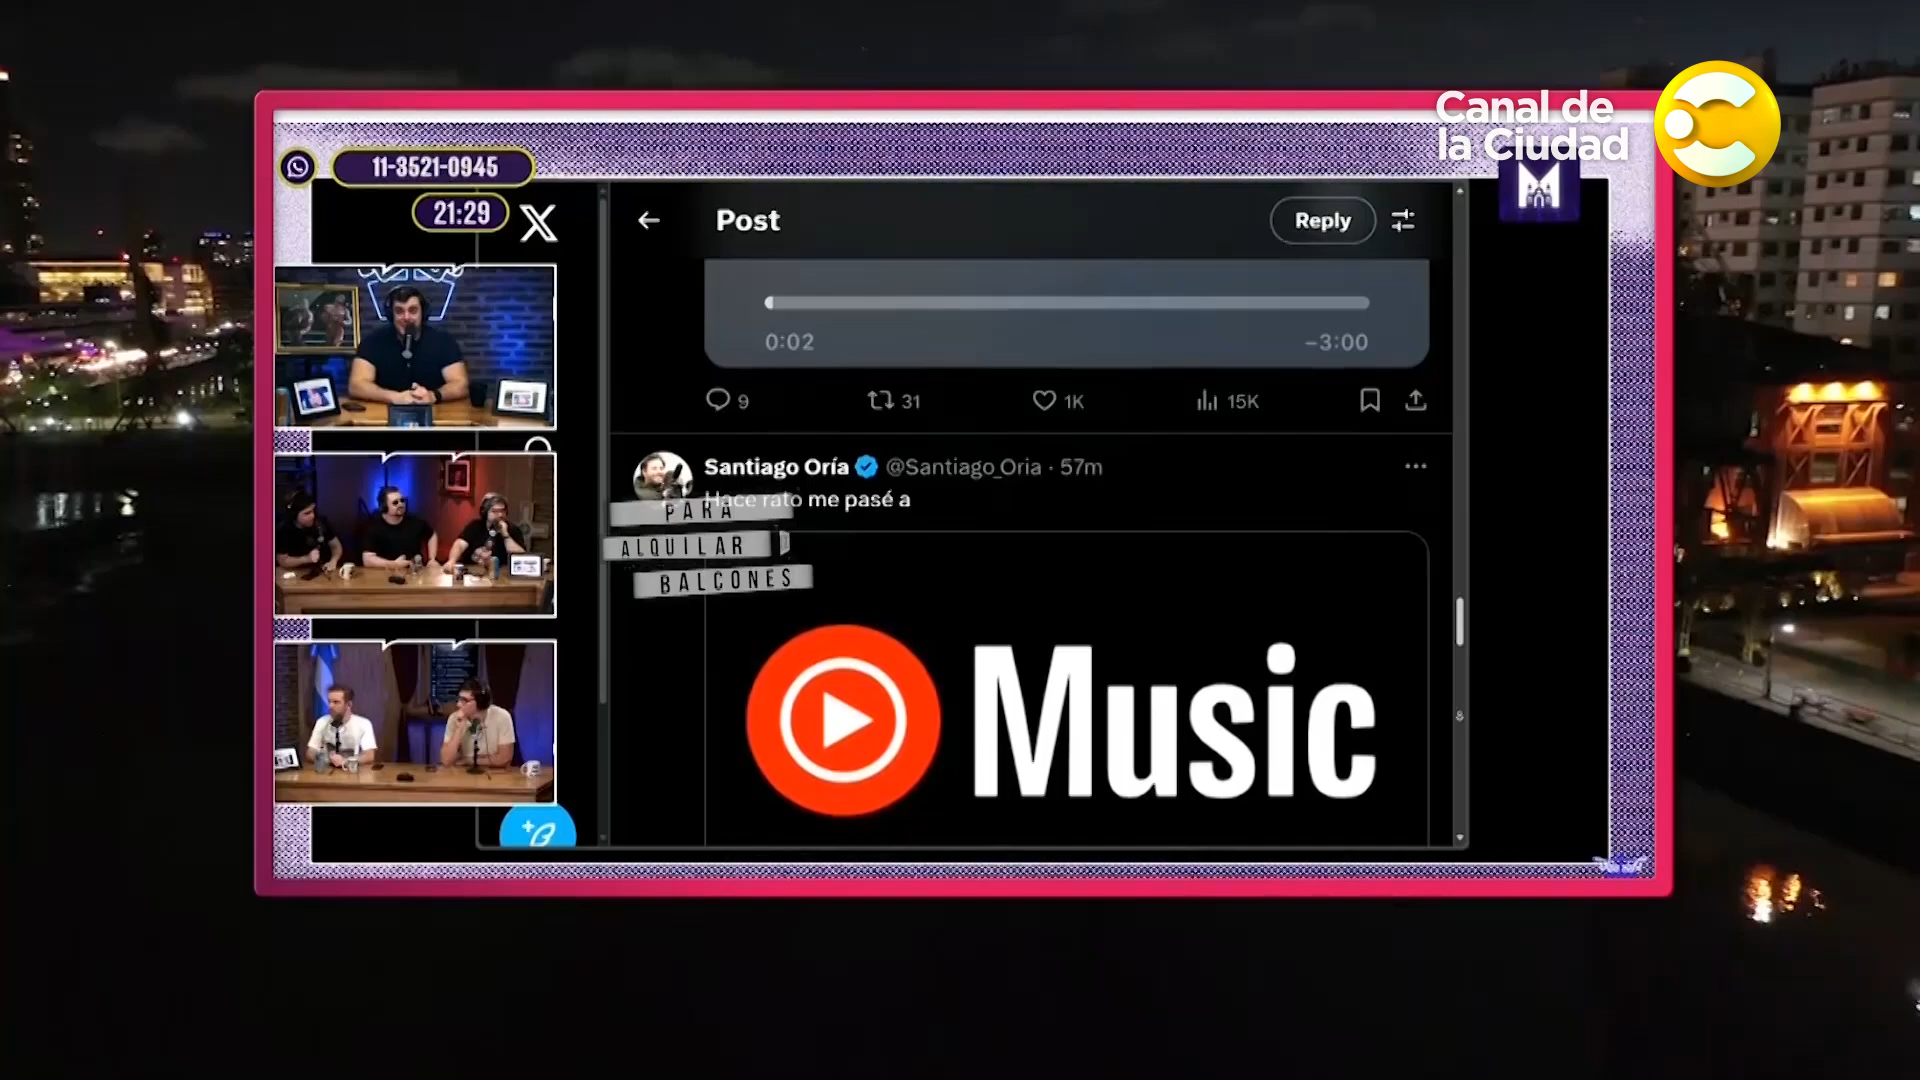 Canal de
la Ciudad
11-3521-0945
21:29
Post
Reply
0:02
-3:00
9
31
1K
15K
Santiago Oría @Santiago_Oria · 57m
Hace rato me pasé a
PARA
ALQUILAR
BALCONES
Music
M